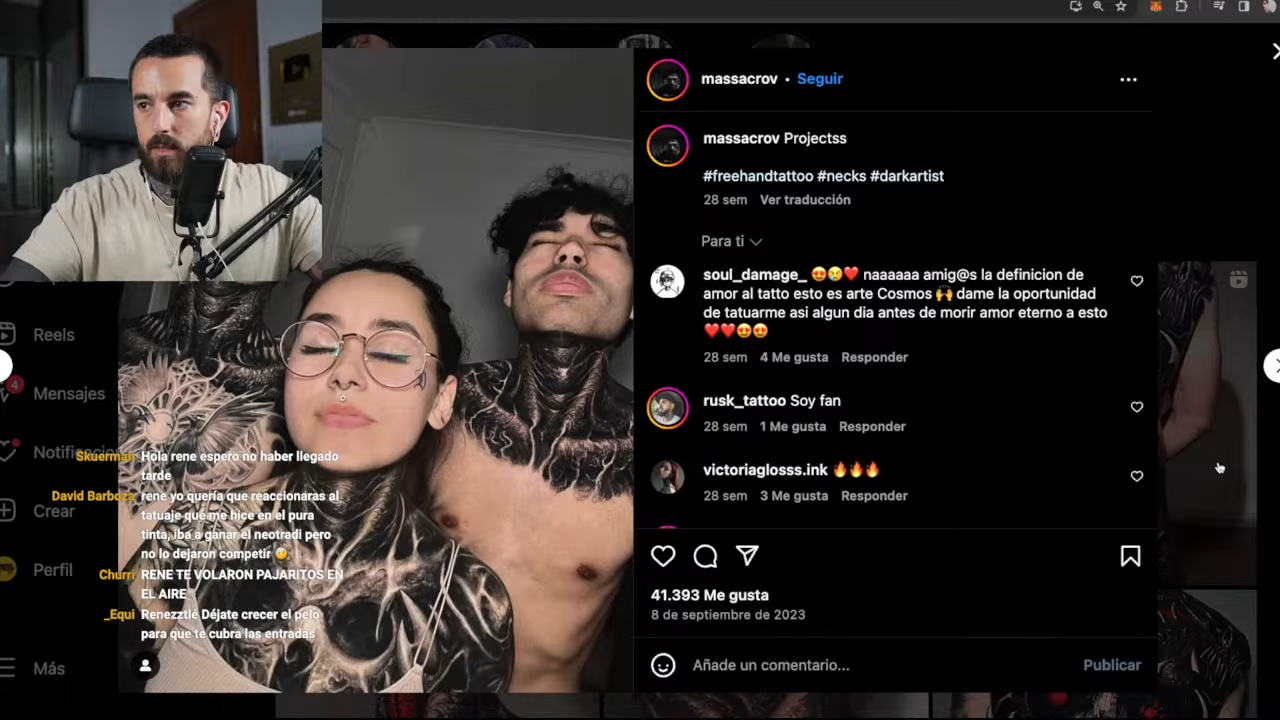 massacrov • Seguir
massacrov Projectss
#freehandtattoo #necks #darkartist
28 sem Ver traducción
Para ti
soul_damage_ 😍😢❤️ naaaaaa amig@s la definicion de
amor al tatto esto es arte Cosmos 🙌 dame la oportunidad
de tatuarme asi algun dia antes de morir amor eterno a esto
❤️❤️😍😍
28 sem 4 Me gusta Responder
rusk_tattoo Soy fan
28 sem 1 Me gusta Responder
victoriaglosss.ink 🔥🔥🔥
28 sem 3 Me gusta Responder
41.393 Me gusta
8 de septiembre de 2023
Añade un comentario... Publicar
Reels
4
Mensajes
Crear
Perfil
Más
Skuerman Hola rene espero no haber llegado
tarde
David Barboza rene yo quería que reaccionaras al
tatuaje que me hice en el pura
tinta, iba a ganar el neotradi pero
no lo dejaron competir
Churri RENE TE VOLARON PAJARITOS EN
EL AIRE
_Equi Renezztlé Déjate crecer el pelo
para que te cubra las entradas